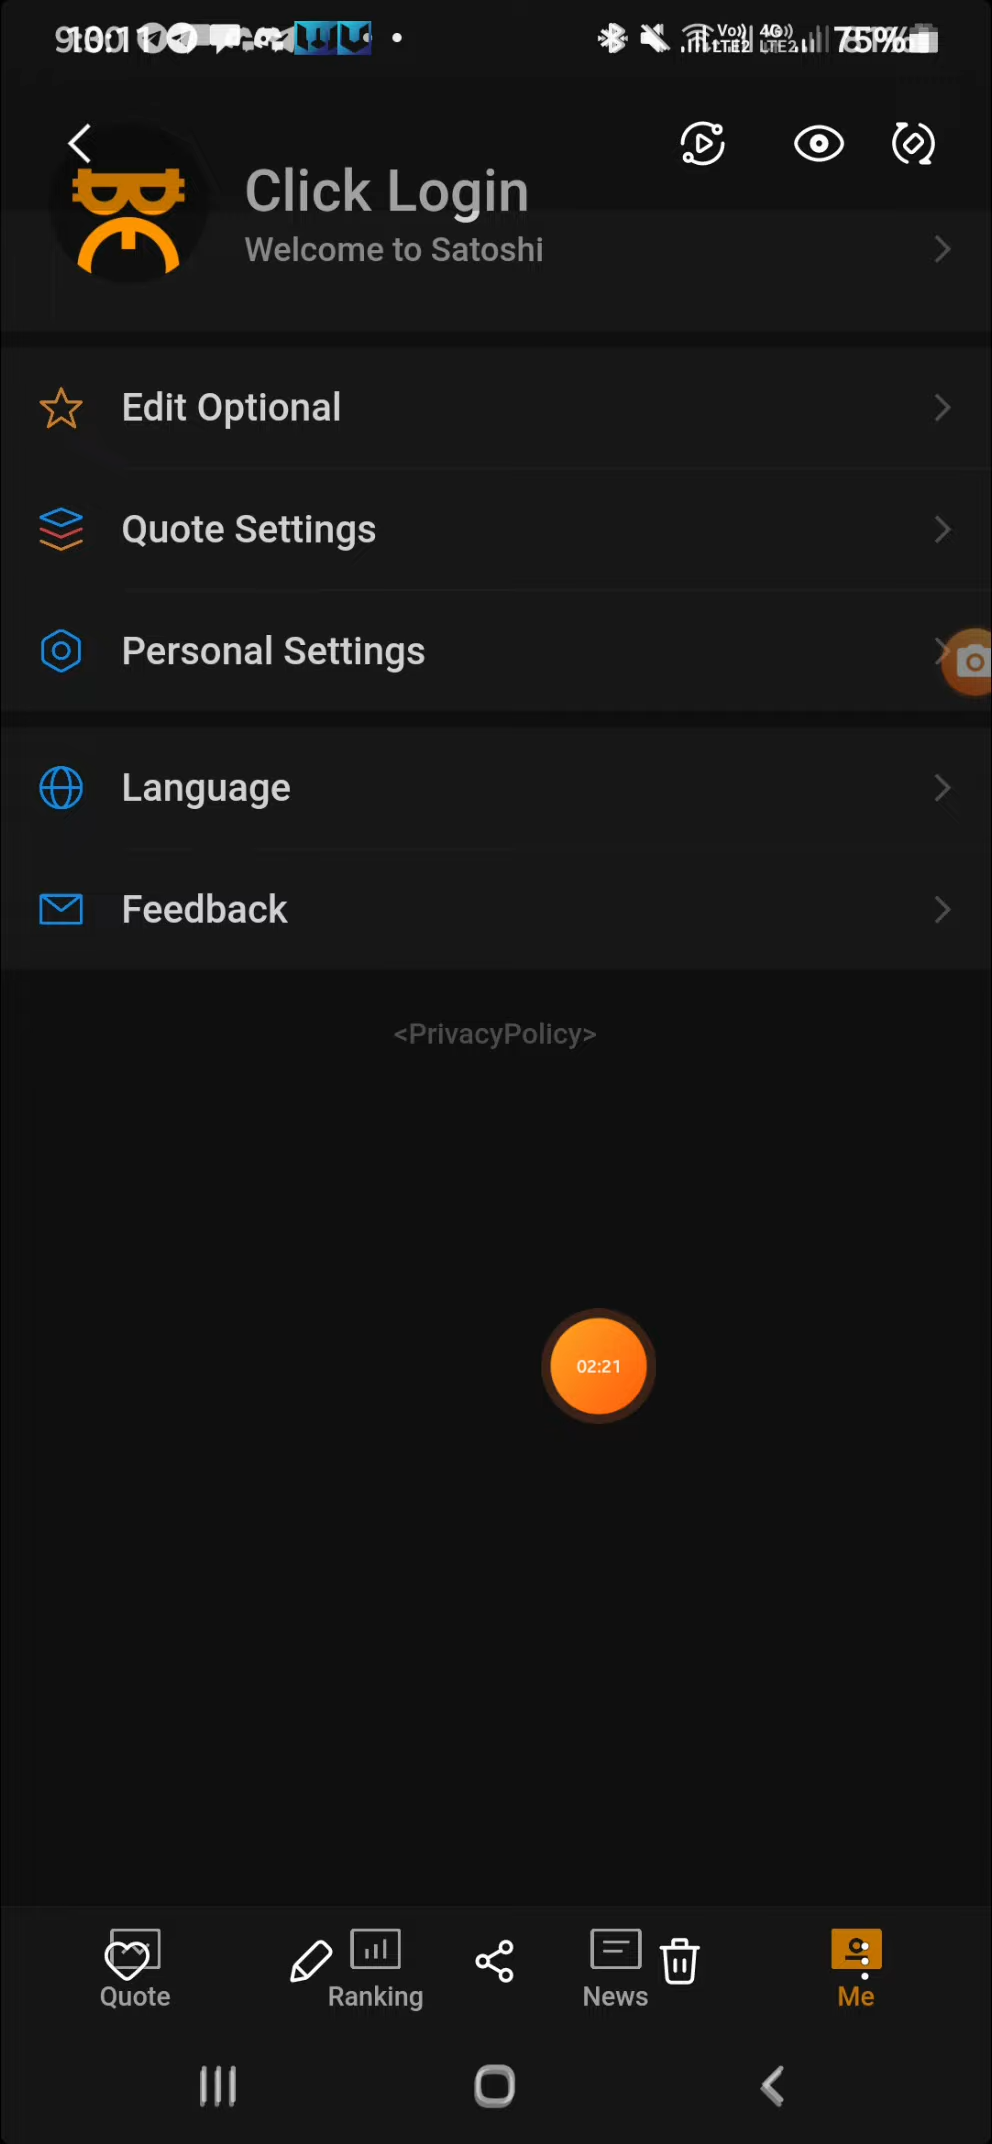 75%
Click Login
Welcome to Satoshi
Edit Optional
Quote Settings
Personal Settings
Language
Feedback
<PrivacyPolicy>
02:21
Quote
Ranking
News
Me